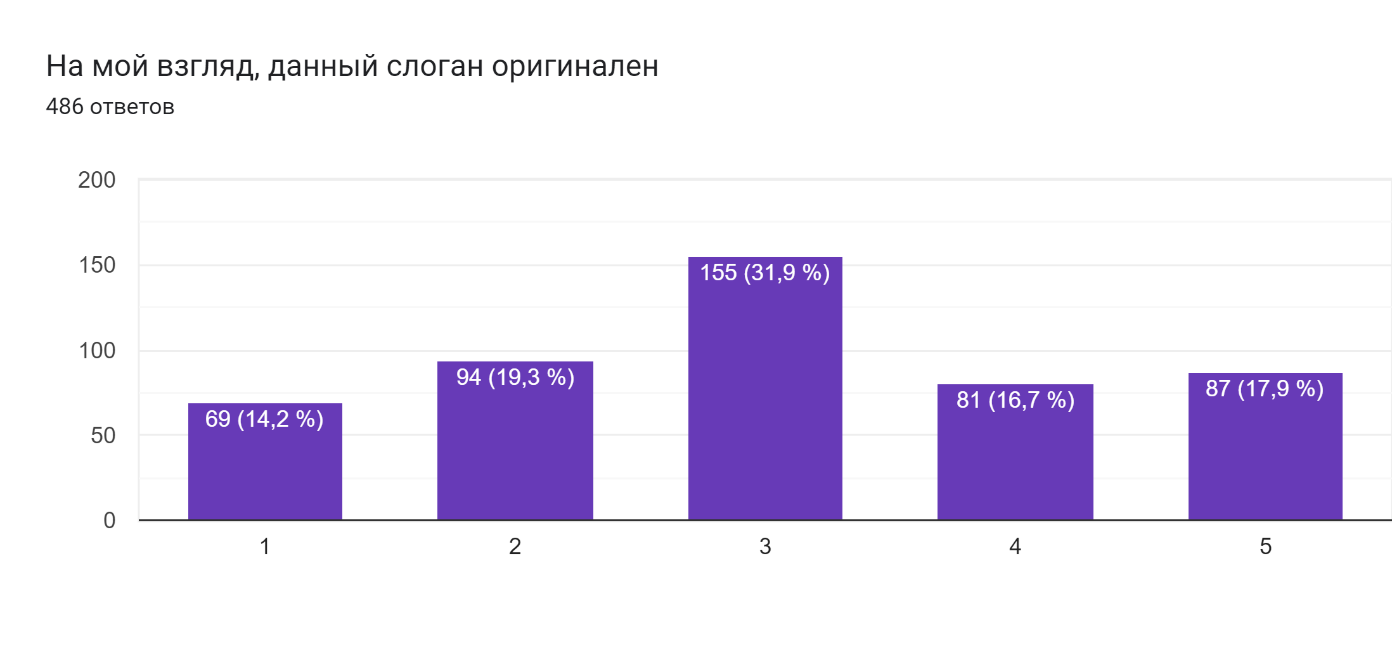 На мой взгляд, данный слоган оригинален
486 ответов
200
150
100
50
0
69 (14,2 %)
94 (19,3 %)
155 (31,9 %)
81 (16,7 %)
87 (17,9 %)
1
2
3
4
5